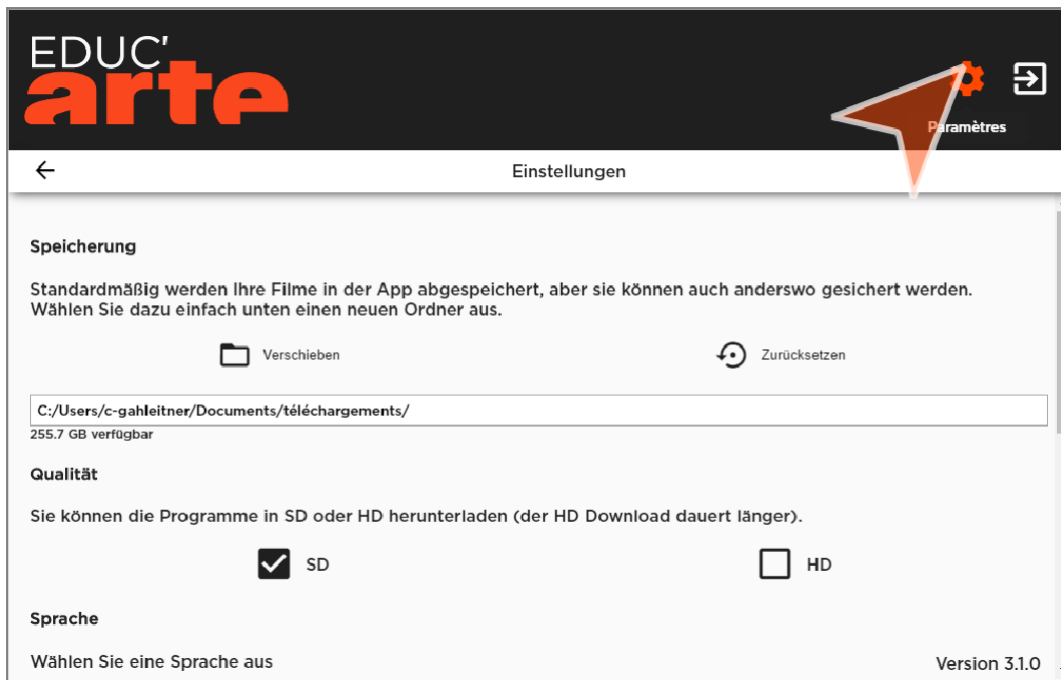 EDUC'
arte
Paramètres
Einstellungen
Speicherung
Standardmäßig werden Ihre Filme in der App abgespeichert, aber sie können auch anderswo gesichert werden.
Wählen Sie dazu einfach unten einen neuen Ordner aus.
Verschieben
Zurücksetzen
C:/Users/c-gahleitner/Documents/téléchargements/
255.7 GB verfügbar
Qualität
Sie können die Programme in SD oder HD herunterladen (der HD Download dauert länger).
SD
HD
Sprache
Wählen Sie eine Sprache aus
Version 3.1.0